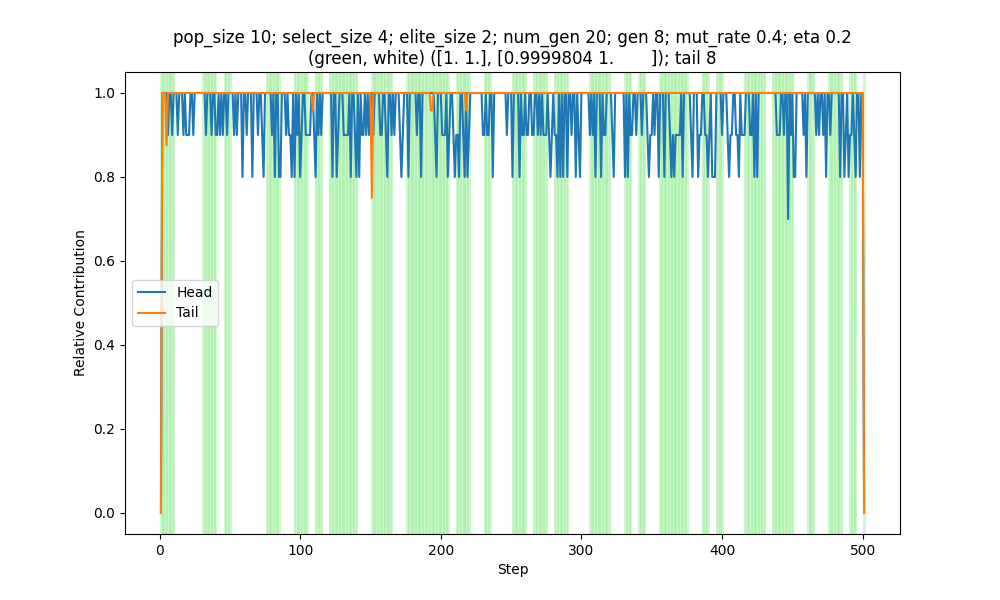 pop_size 10; select_size 4; elite_size 2; num_gen 20; gen 8; mut_rate 0.4; eta 0.2
(green, white) ([1. 1.], [0.9999804 1.       ]); tail 8
1.0
0.8
0.6
0.4
0.2
0.0
Relative Contribution
Head
Tail
0
100
200
300
400
500
Step